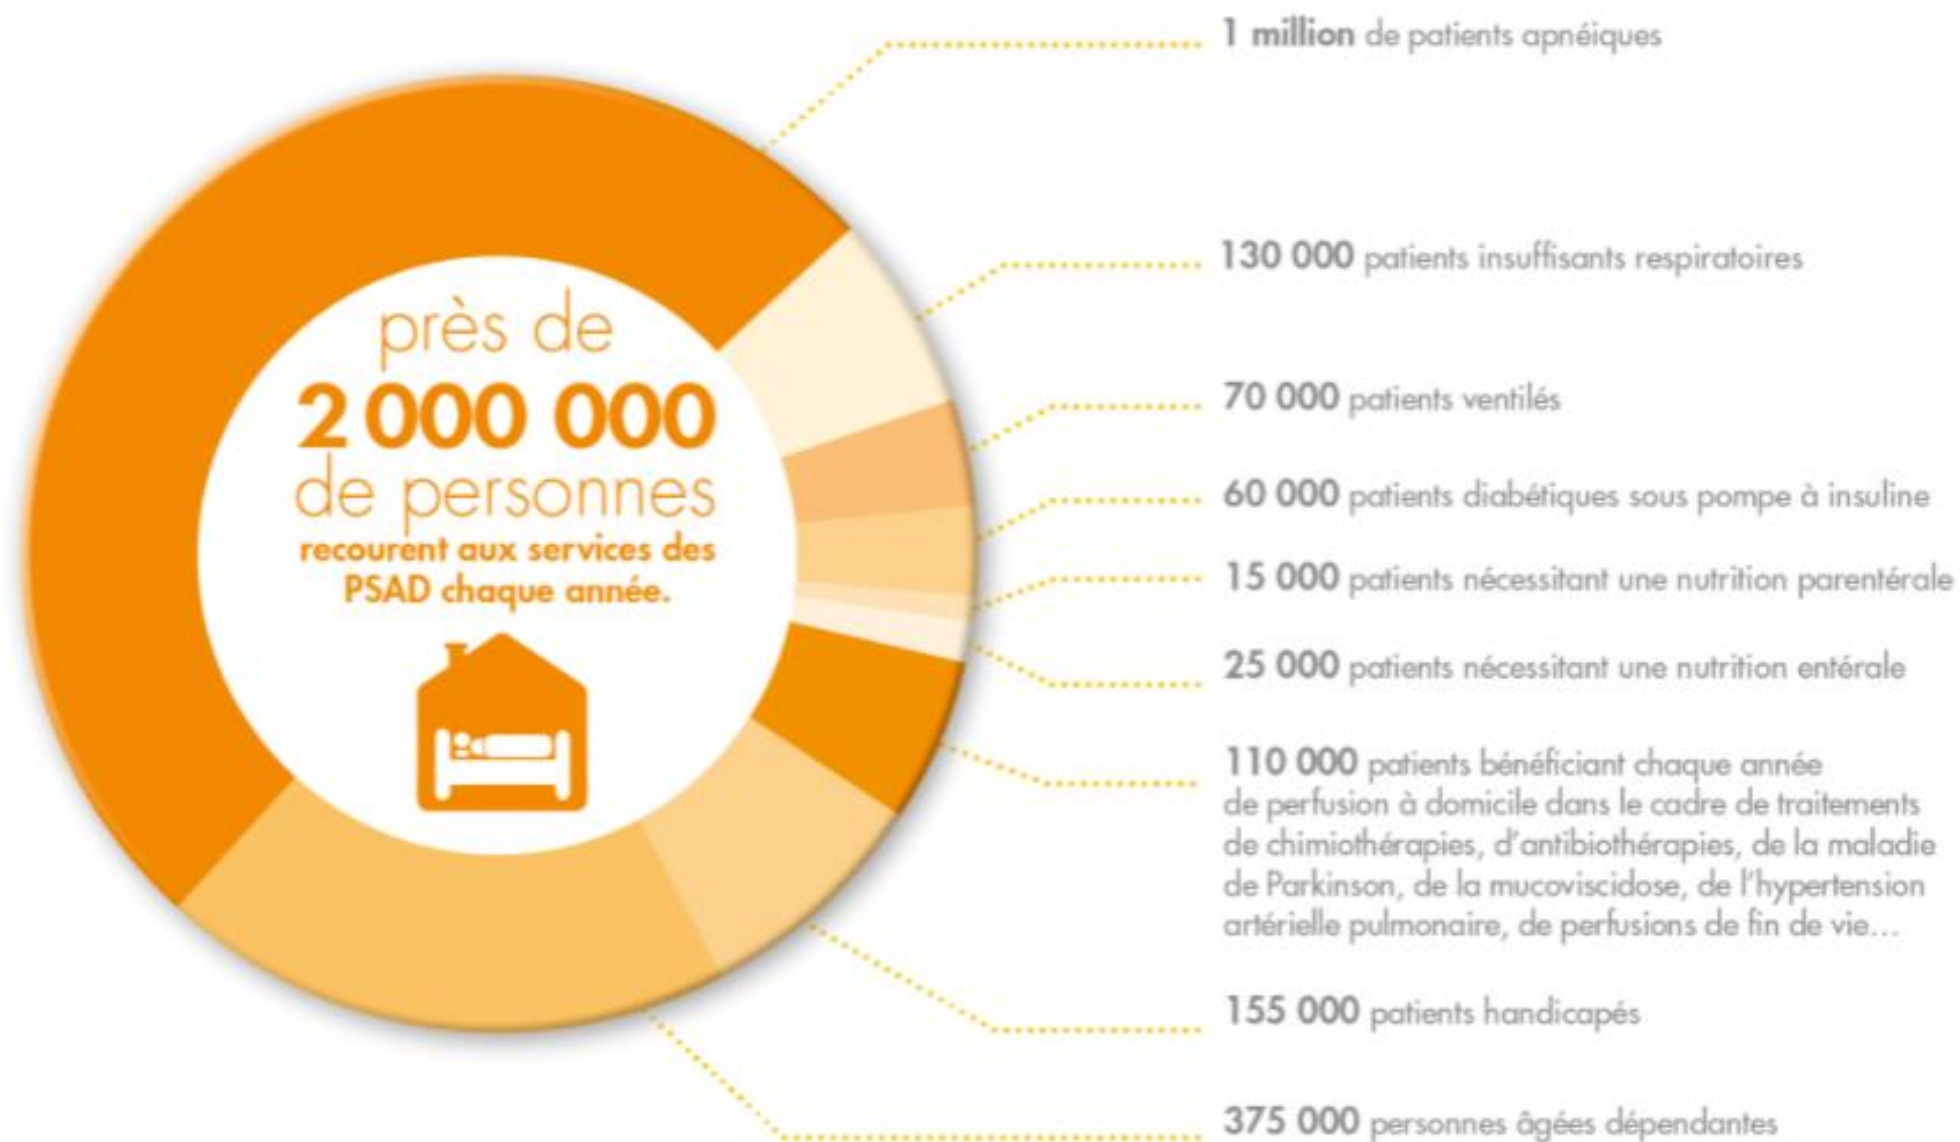 1 million de patients apnéiques
130 000 patients insuffisants respiratoires
près de
2 000 000
de personnes
recourent aux services des
PSAD chaque année.
70 000 patients ventilés
60 000 patients diabétiques sous pompe à insuline
15 000 patients nécessitant une nutrition parentérale
25 000 patients nécessitant une nutrition entérale
110 000 patients bénéficiant chaque année
de perfusion à domicile dans le cadre de traitements
de chimiothérapies, d'antibiothérapies, de la maladie
de Parkinson, de la mucoviscidose, de l'hypertension
artérielle pulmonaire, de perfusions de fin de vie...
155 000 patients handicapés
375 000 personnes âgées dépendantes